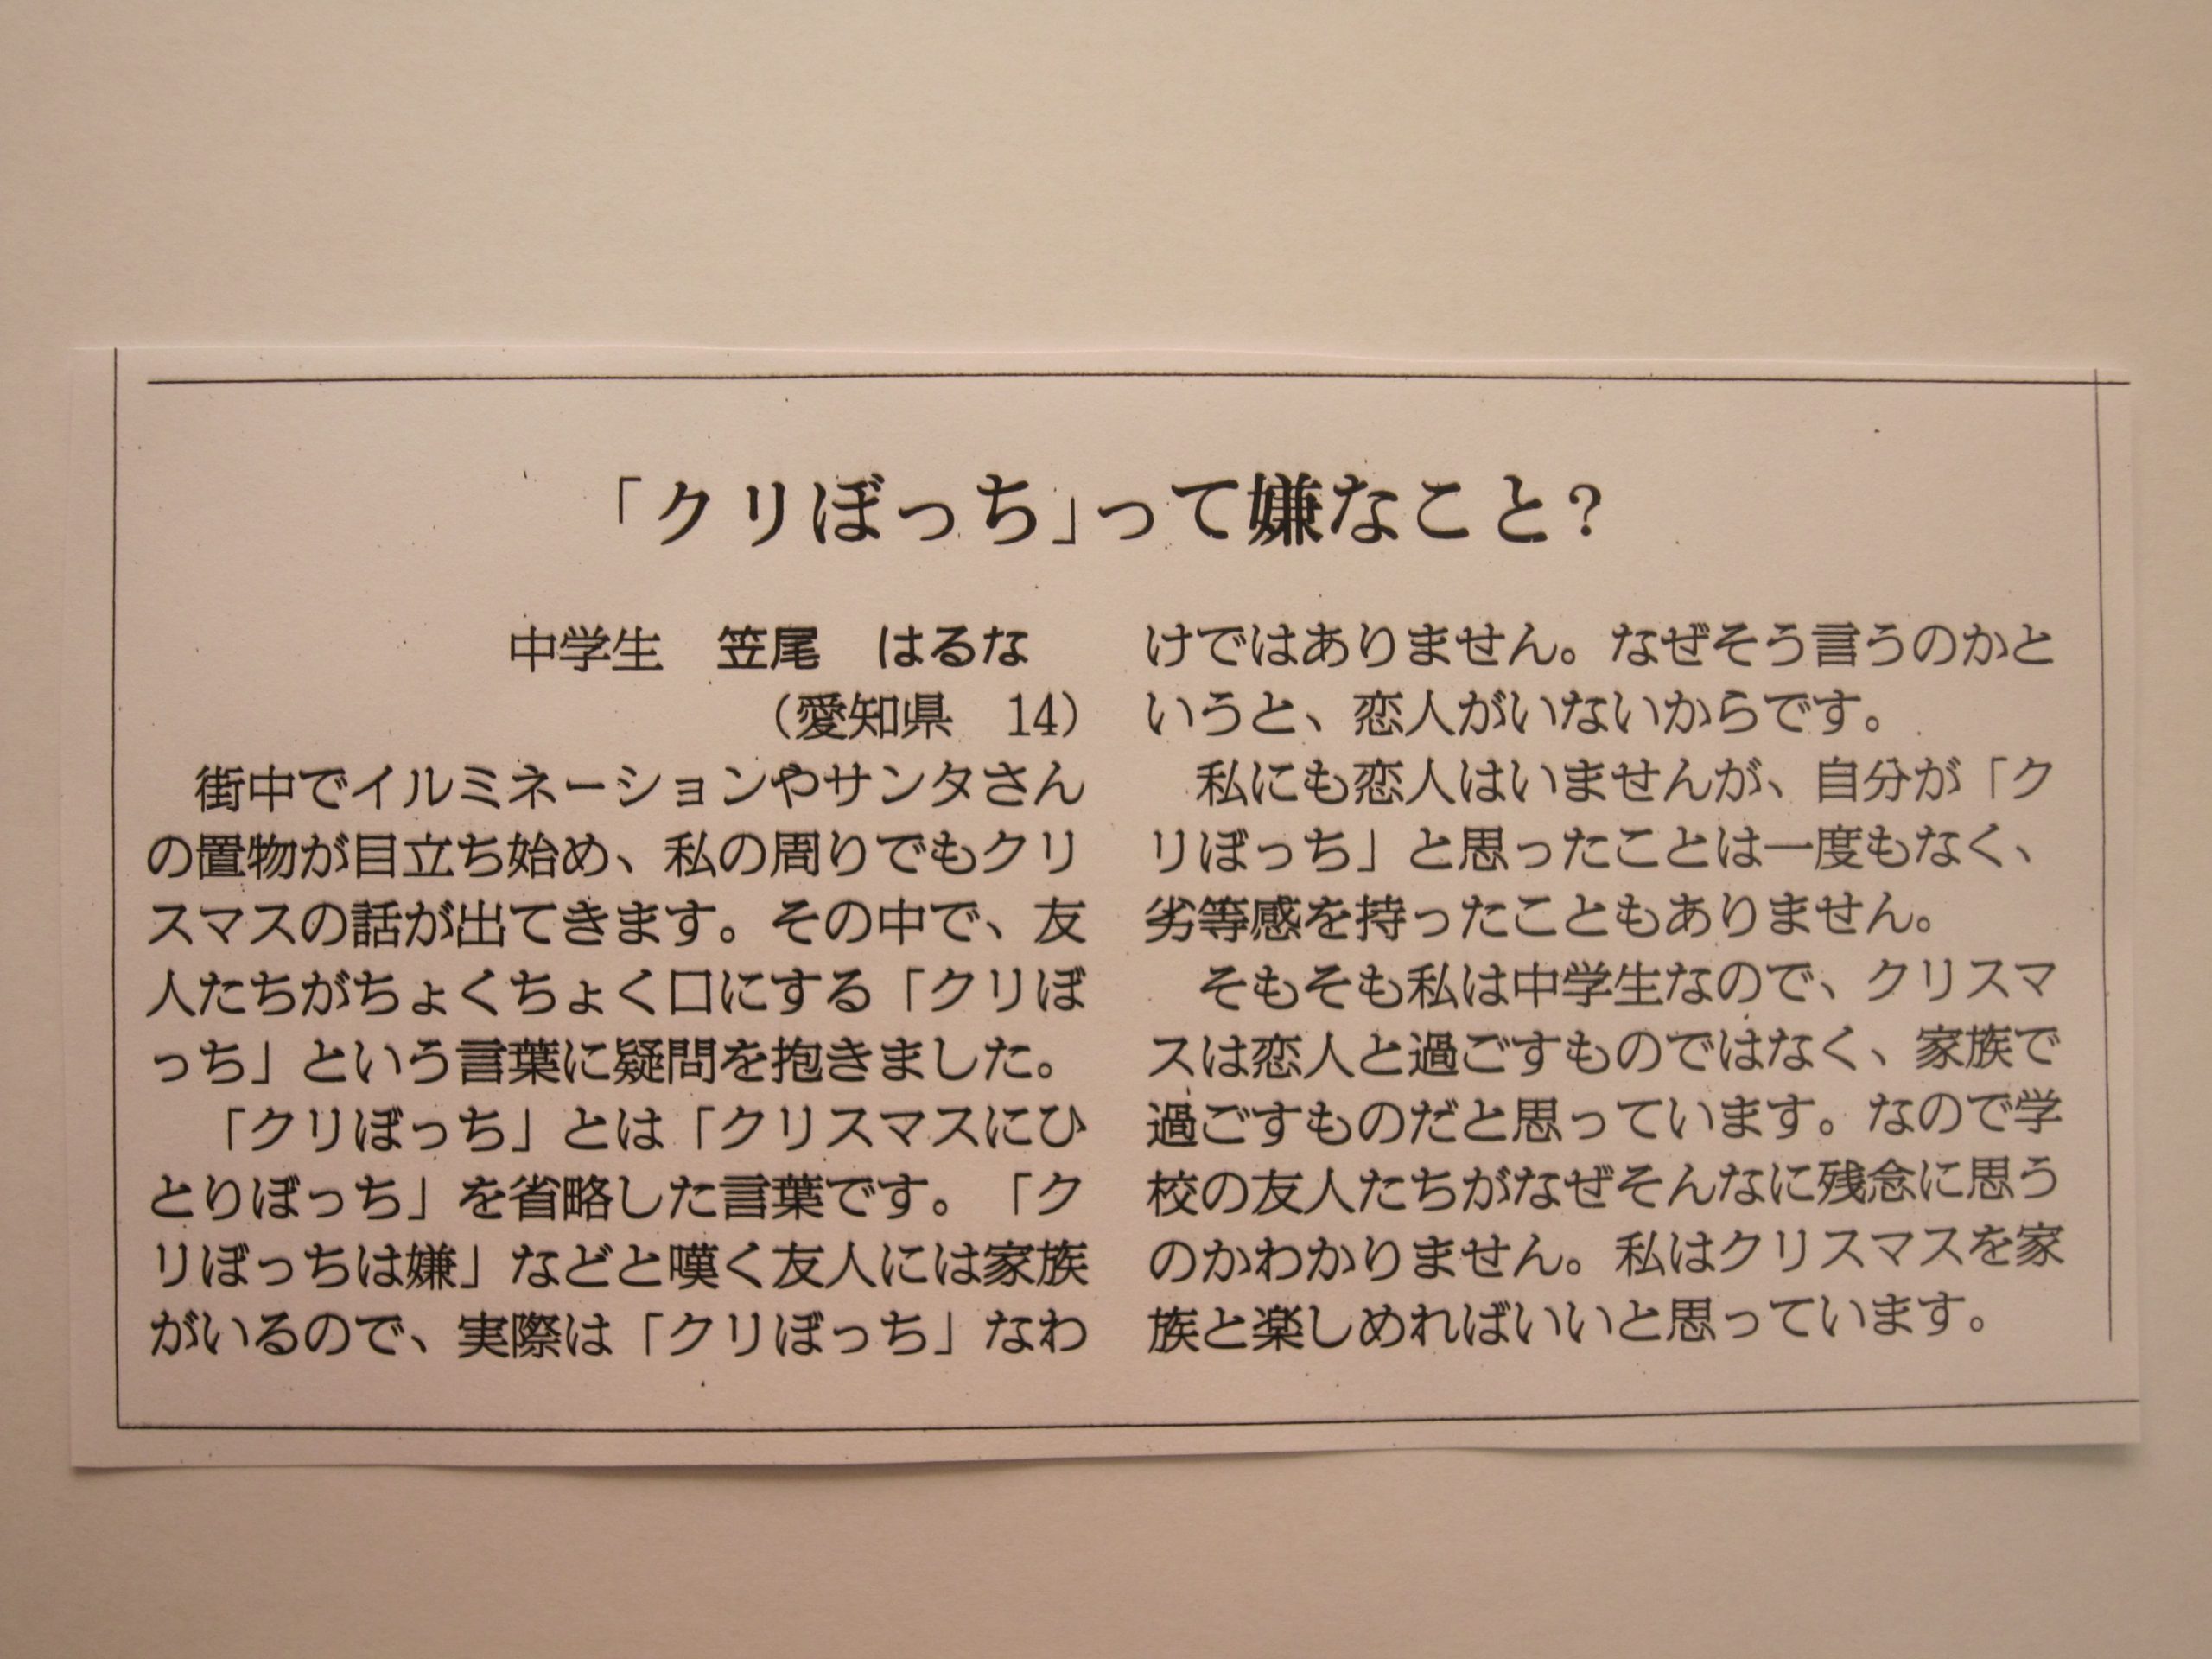 「クリぼっち」って嫌なこと?
中学生　笠尾　はるな
（愛知県　14）
街中でイルミネーションやサンタさん
の置物が目立ち始め、私の周りでもクリ
スマスの話が出てきます。その中で、友
人たちがちょくちょく口にする「クリぼ
っち」という言葉に疑問を抱きました。
「クリぼっち」とは「クリスマスにひ
とりぼっち」を省略した言葉です。「ク
リぼっちは嫌」などと嘆く友人には家族
がいるので、実際は「クリぼっち」なわ
けではありません。なぜそう言うのかと
いうと、恋人がいないからです。
私にも恋人はいませんが、自分が「ク
リぼっち」と思ったことは一度もなく、
劣等感を持ったこともありません。
そもそも私は中学生なので、クリスマ
スは恋人と過ごすものではなく、家族で
過ごすものだと思っています。なので学
校の友人たちがなぜそんなに残念に思う
のかわかりません。私はクリスマスを家
族と楽しめればいいと思っています。